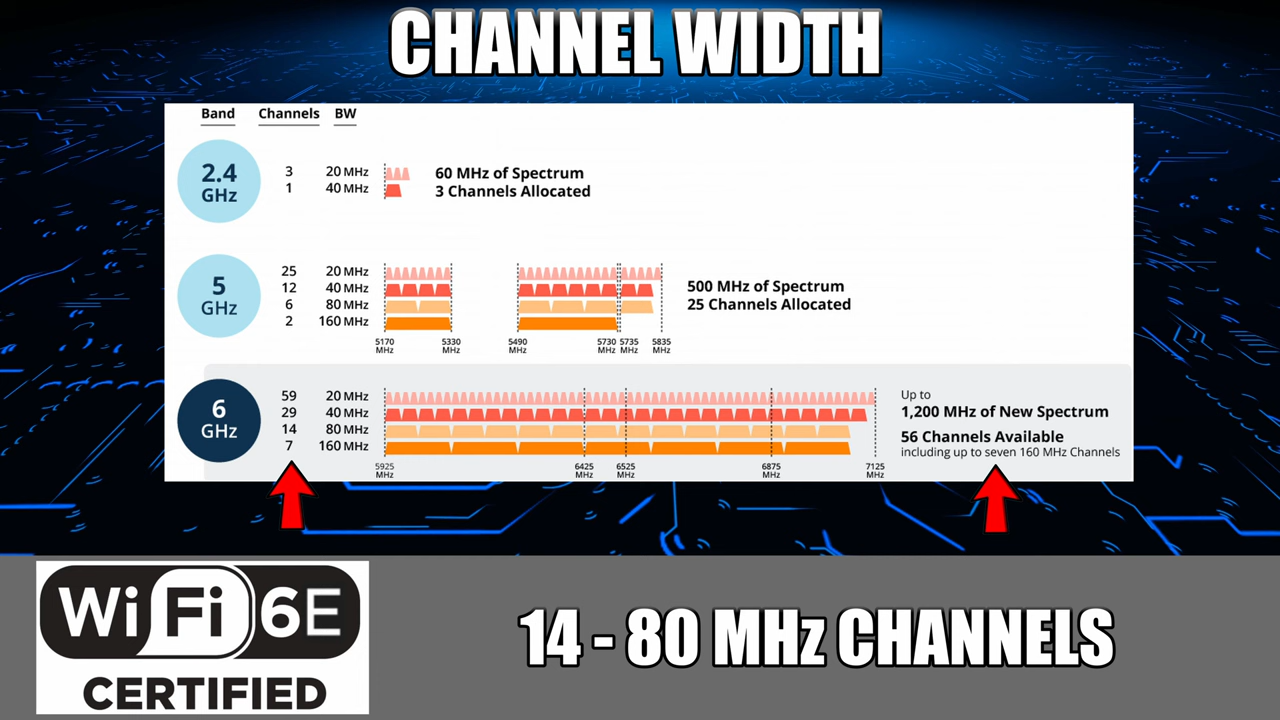 CHANNEL WIDTH
Band Channels BW
2.4 GHz
3 20 MHz
1 40 MHz
60 MHz of Spectrum
3 Channels Allocated
5 GHz
25 20 MHz
12 40 MHz
6 80 MHz
2 160 MHz
500 MHz of Spectrum
25 Channels Allocated
5170 MHz 5330 MHz 5490 MHz 5730 MHz 5735 MHz 5835 MHz
6 GHz
59 20 MHz
29 40 MHz
14 80 MHz
7 160 MHz
Up to
1,200 MHz of New Spectrum
56 Channels Available
including up to seven 160 MHz Channels
5925 MHz 6425 MHz 6525 MHz 6875 MHz 7125 MHz
Wi Fi 6E
CERTIFIED
14 - 80 MHz CHANNELS